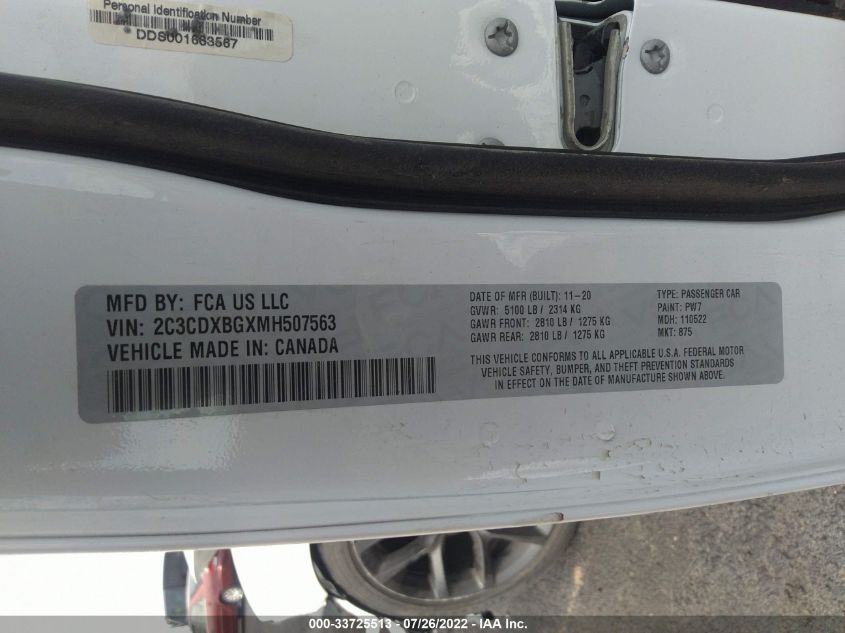 Personal Identification Number
DDS001683567
MFD BY: FCA US LLC
VIN: 2C3CDXBGXMH507563
VEHICLE MADE IN: CANADA
DATE OF MFR (BUILT): 11-20
GVWR: 5100 LB / 2314 KG
GAWR FRONT: 2810 LB / 1275 KG
GAWR REAR: 2810 LB / 1275 KG
TYPE: PASSENGER CAR
PAINT: PW7
MDH: 110522
MKT: 875
THIS VEHICLE CONFORMS TO ALL APPLICABLE U.S.A. FEDERAL MOTOR
VEHICLE SAFETY, BUMPER, AND THEFT PREVENTION STANDARDS
IN EFFECT ON THE DATE OF MANUFACTURE SHOWN ABOVE.
000-33725513 - 07/26/2022 - IAA Inc.